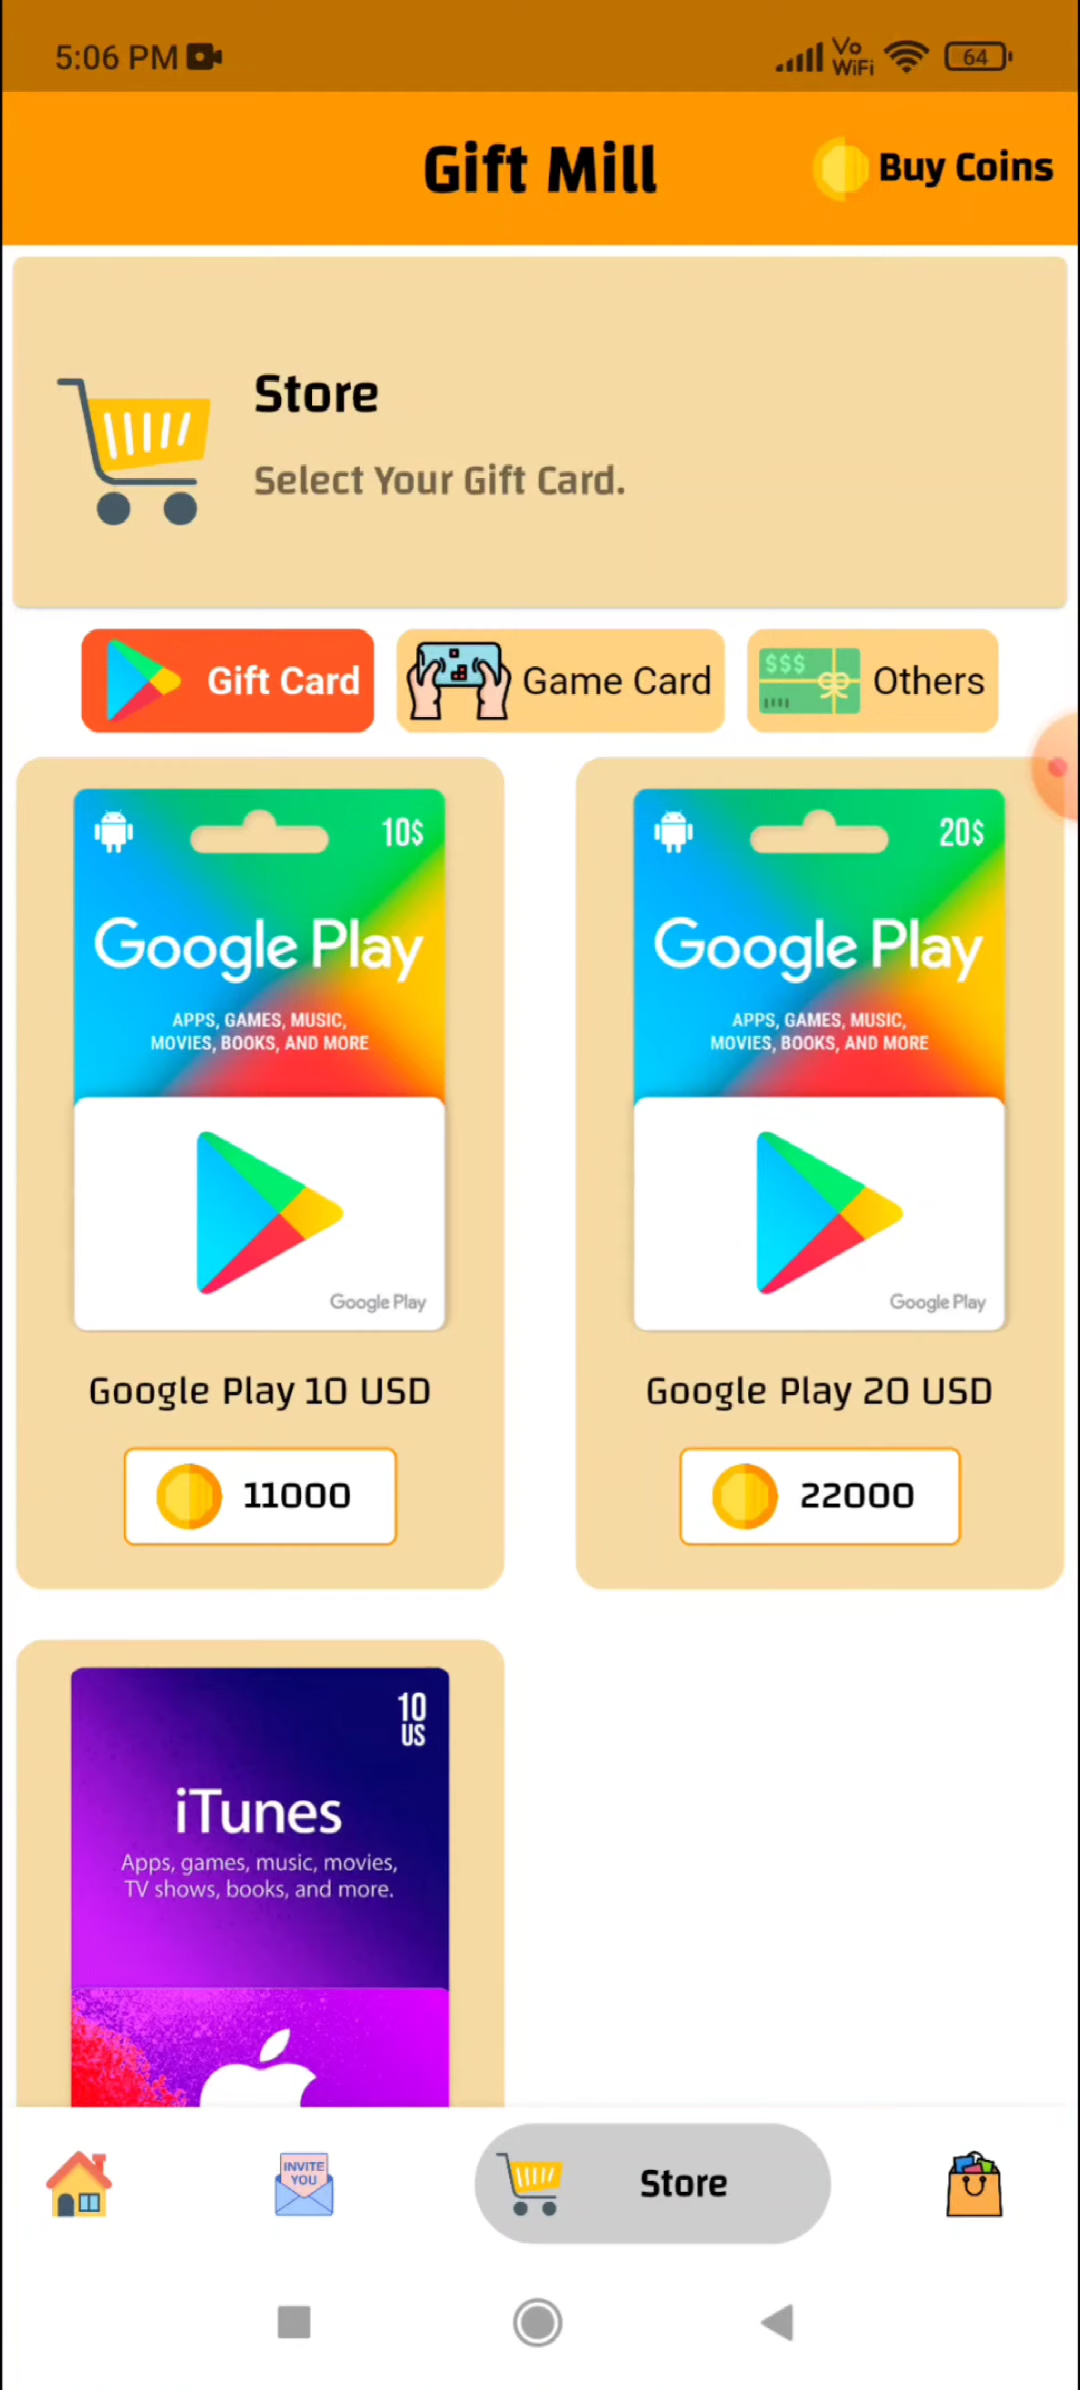 5:06 PM
Vo
WiFi
64
Gift Mill
Buy Coins
Store
Select Your Gift Card.
Gift Card
Game Card
$$$
Others
10$
Google Play
APPS, GAMES, MUSIC,
MOVIES, BOOKS, AND MORE
Google Play
Google Play 10 USD
11000
20$
Google Play
APPS, GAMES, MUSIC,
MOVIES, BOOKS, AND MORE
Google Play
Google Play 20 USD
22000
10
US
iTunes
Apps, games, music, movies,
TV shows, books, and more.
INVITE
YOU
Store